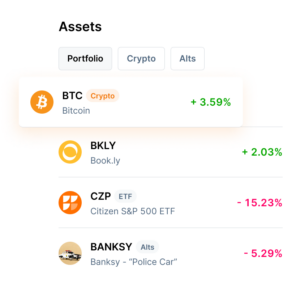 Assets
Portfolio Crypto Alts
BTC Crypto
Bitcoin
+ 3.59%
BKLY
Book.ly
+ 2.03%
CZP ETF
Citizen S&P 500 ETF
- 15.23%
BANKSY Alts
Banksy - "Police Car"
- 5.29%